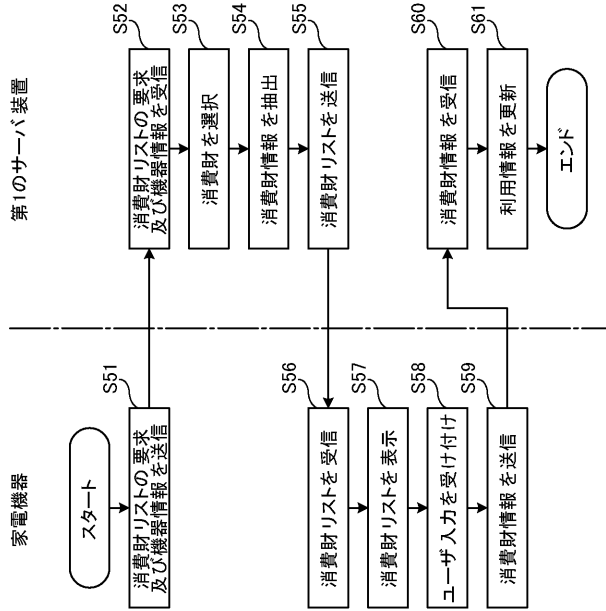 家電機器
第1のサーバ装置
スタート
S51
消費財リストの要求
及び機器情報を送信
S52
消費財リストの要求
及び機器情報を受信
S53
消費財を選択
S54
消費財情報を抽出
S55
消費財リストを送信
S56
消費財リストを受信
S57
消費財リストを表示
S58
ユーザ入力を受け付け
S59
消費財情報を送信
S60
消費財情報を受信
S61
利用情報を更新
エンド